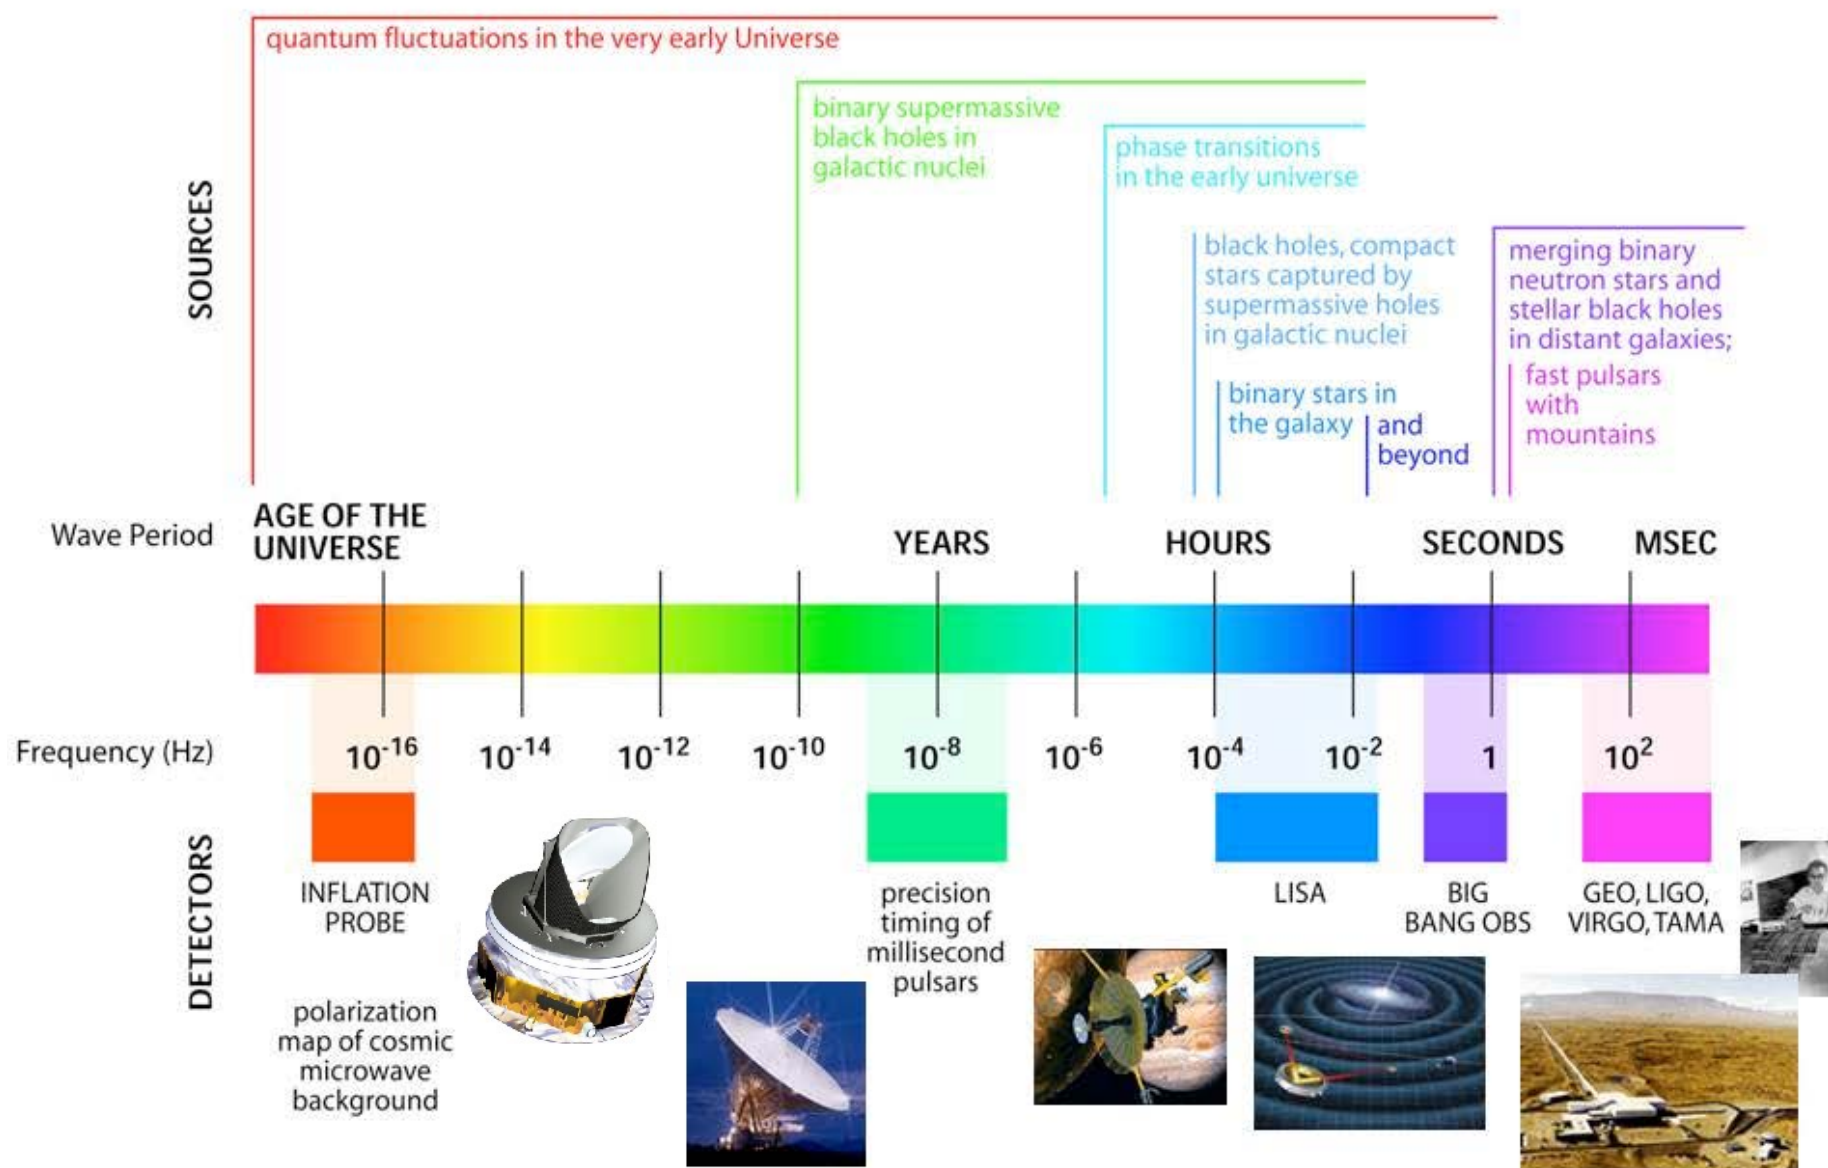 quantum fluctuations in the very early Universe
binary supermassive
black holes in
galactic nuclei
phase transitions
in the early universe
SOURCES
black holes, compact
stars captured by
supermassive holes
in galactic nuclei
merging binary
neutron stars and
stellar black holes
in distant galaxies;
fast pulsars
with
mountains
binary stars in
the galaxy
and
beyond
Wave Period
AGE OF THE
UNIVERSE
YEARS
HOURS
SECONDS
MSEC
Frequency (Hz)
10⁻¹⁶
10⁻¹⁴
10⁻¹²
10⁻¹⁰
10⁻⁸
10⁻⁶
10⁻⁴
10⁻²
1
10²
DETECTORS
INFLATION
PROBE
polarization
map of cosmic
microwave
background
precision
timing of
millisecond
pulsars
LISA
BIG
BANG OBS
GEO, LIGO,
VIRGO, TAMA